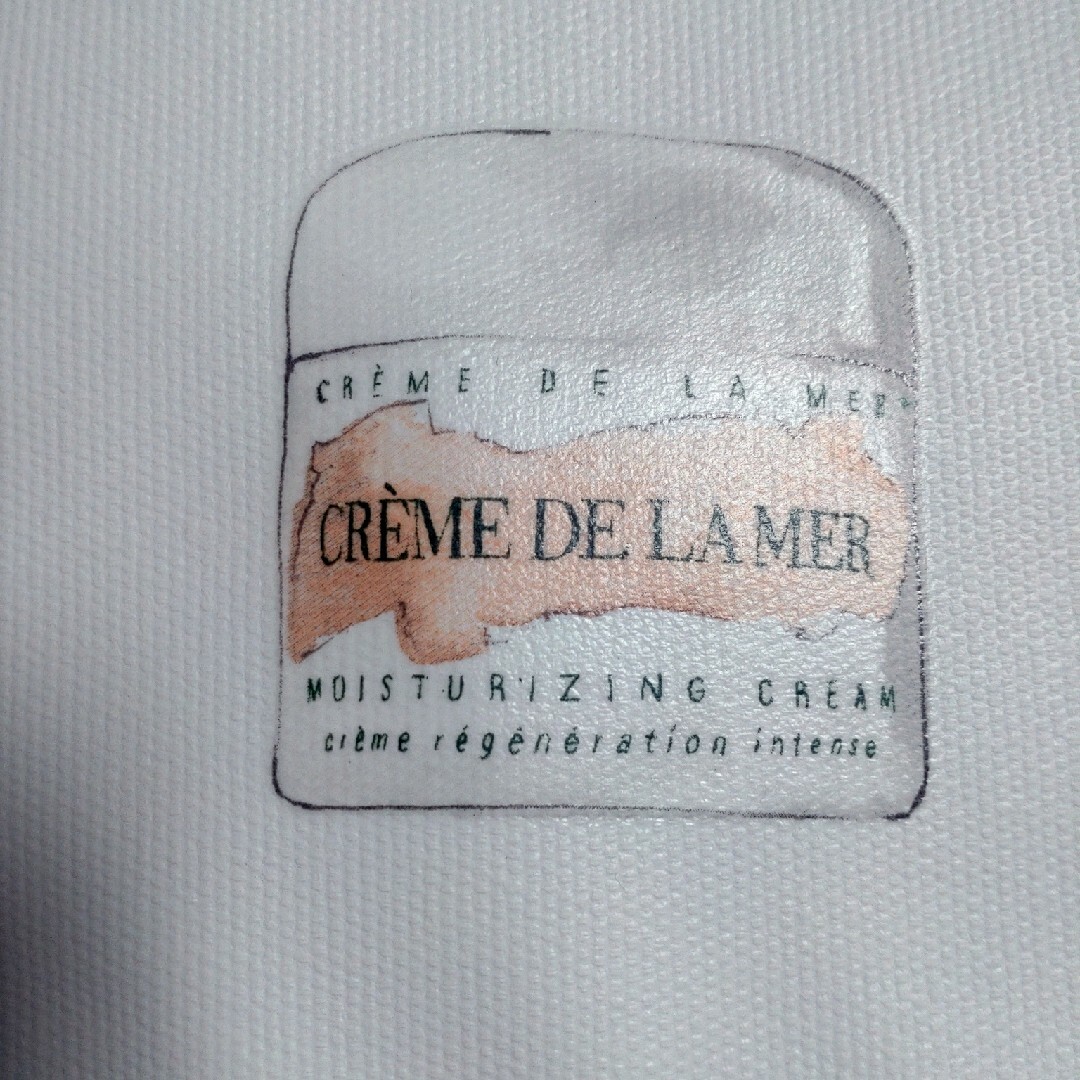 CRÈME DE LA MER
CRÈME DE LA MER
MOISTURIZING CREAM
crème régénération intense